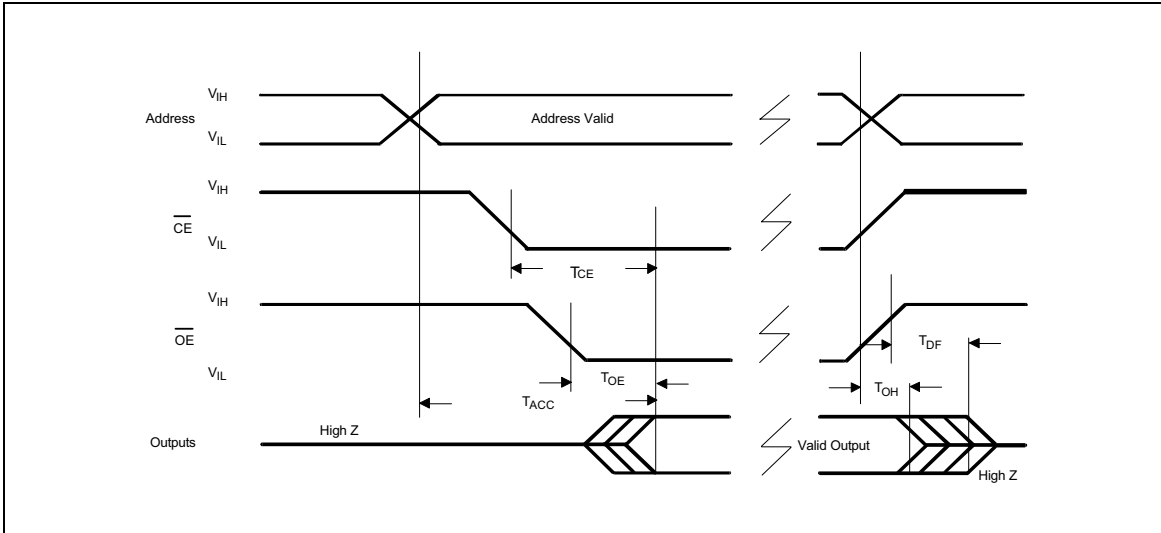 VIH
Address
Address Valid
VIL
VIH
CE
VIL
TCE
VIH
OE
TDF
VIL
TOE
TOH
TACC
High Z
Outputs
Valid Output
High Z